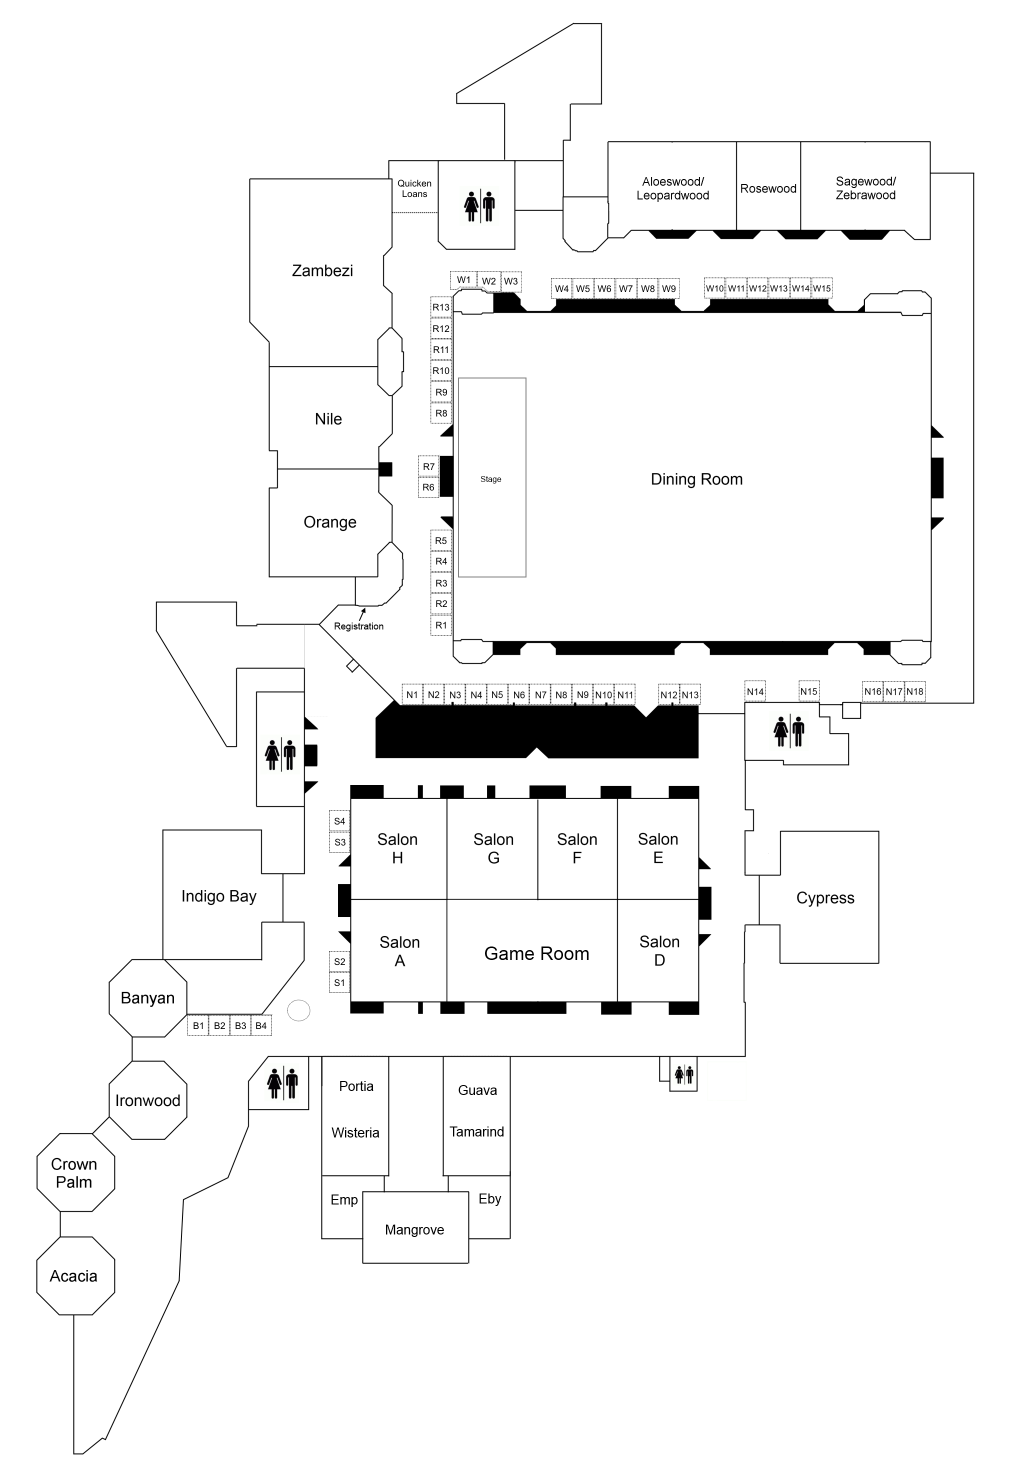 Quicken
Loans
Aloeswood/
Leopardwood
Rosewood
Sagewood/
Zebrawood
Zambezi
W1 W2 W3 W4 W5 W6 W7 W8 W9 W10 W11 W12 W13 W14 W15
R13
R12
R11
R10
R9
R8
Nile
R7
R6
Stage
Dining Room
Orange
R5
R4
R3
R2
R1
Registration
N1 N2 N3 N4 N5 N6 N7 N8 N9 N10 N11 N12 N13 N14 N15 N16 N17 N18
S4
S3
Salon
H
Salon
G
Salon
F
Salon
E
Indigo Bay
Cypress
Salon
A
Game Room
Salon
D
S2
S1
Banyan
B1 B2 B3 B4
Ironwood
Portia
Wisteria
Guava
Tamarind
Crown
Palm
Emp
Eby
Mangrove
Acacia